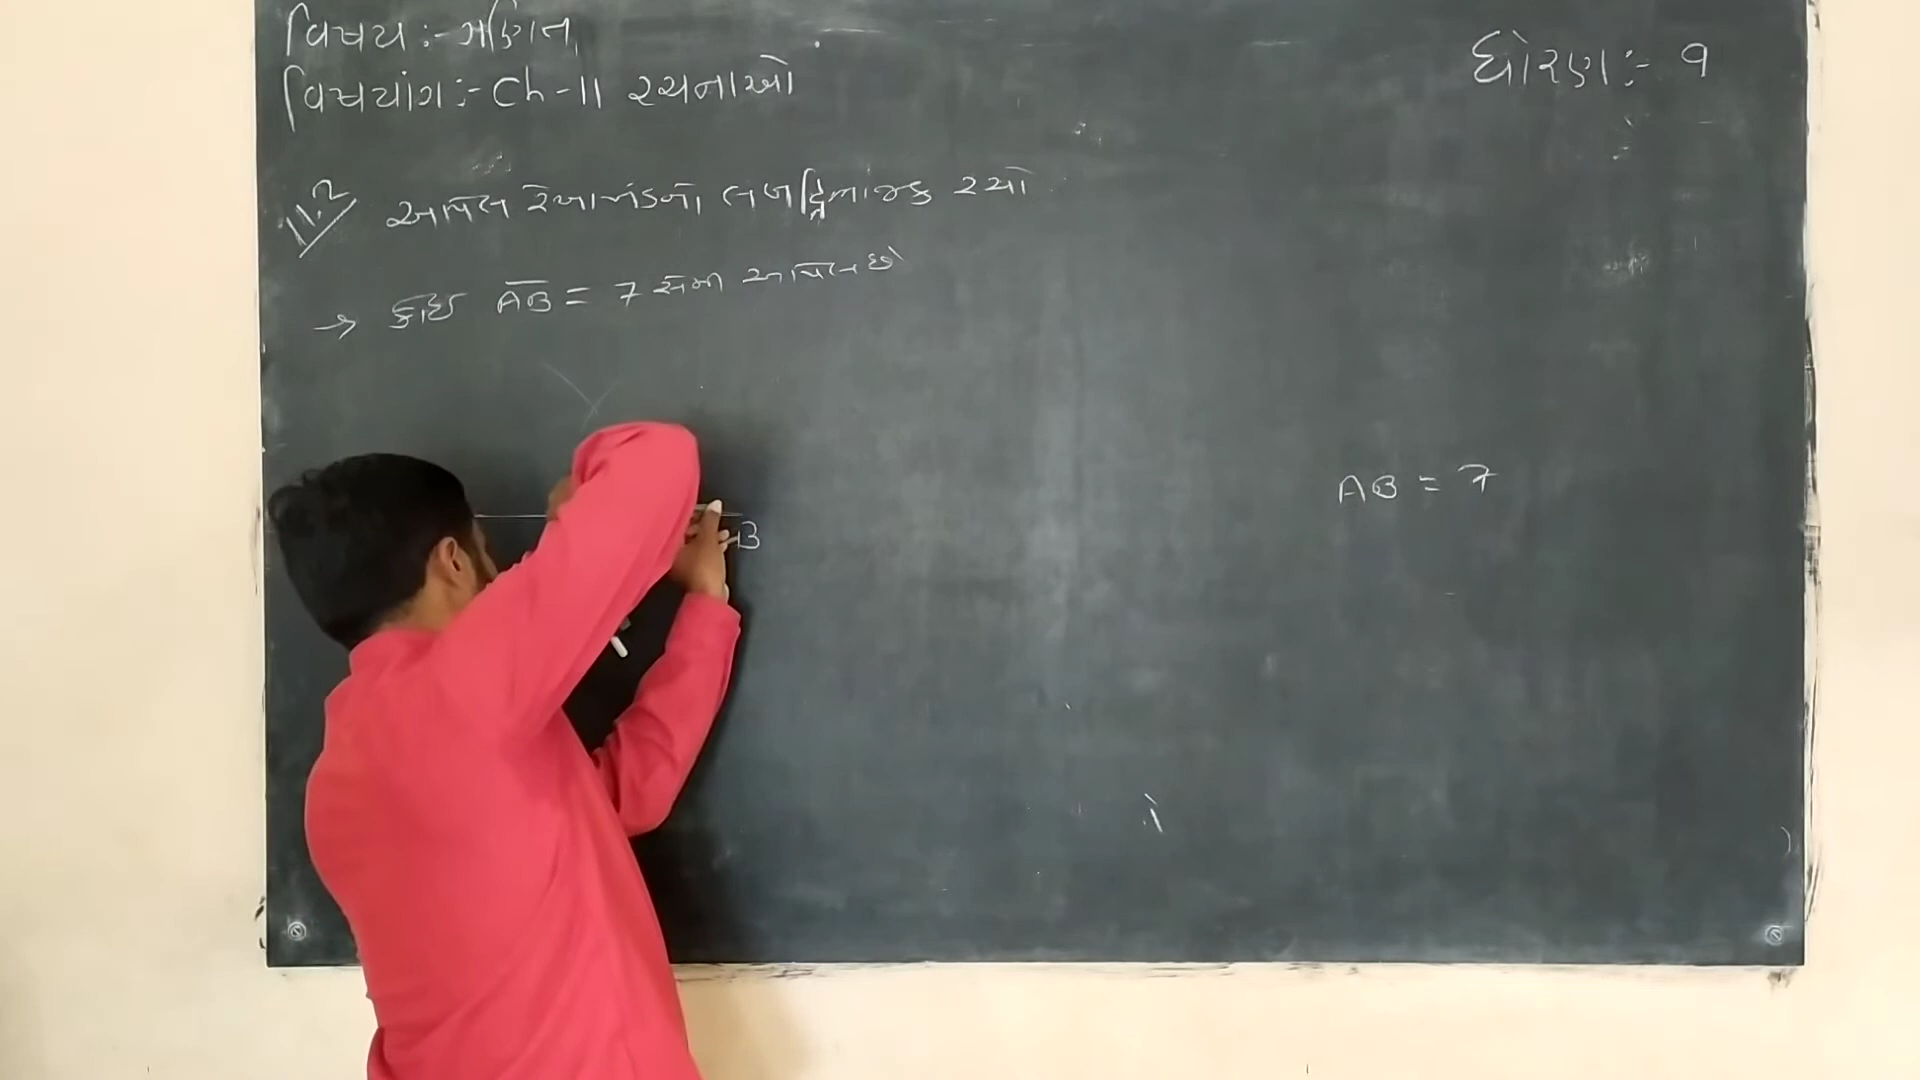 વિષય :- ગણિત
ધોરણ :- 9
વિષયાંગ :- Ch-11 રચનાઓ
11.2 આપેલ રેખાખંડનો લંબદ્વિભાજક રચો
→ કોઇ AB = 7 સેમી આપેલ છે
AB = 7
B